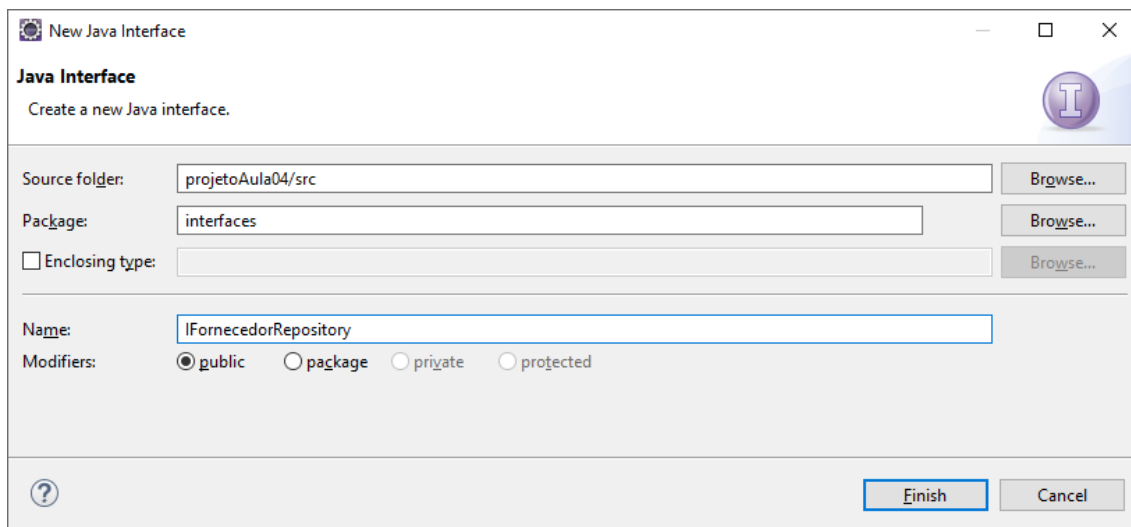 New Java Interface
Java Interface
Create a new Java interface.
Source folder: projetoAula04/src Browse...
Package: interfaces Browse...
Enclosing type: Browse...
Name: IFornecedorRepository
Modifiers: public package private protected
Finish Cancel